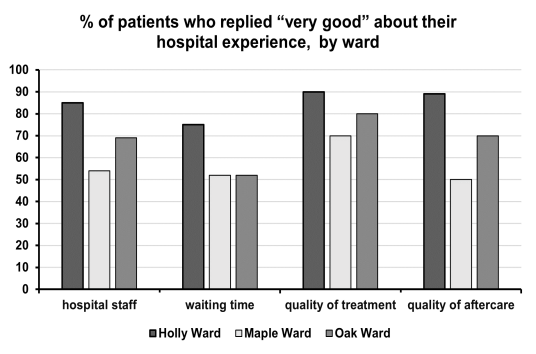 % of patients who replied “very good” about their
hospital experience,  by ward
100
90
80
70
60
50
40
30
20
10
0
hospital staff waiting time quality of treatment quality of aftercare
Holly Ward Maple Ward Oak Ward